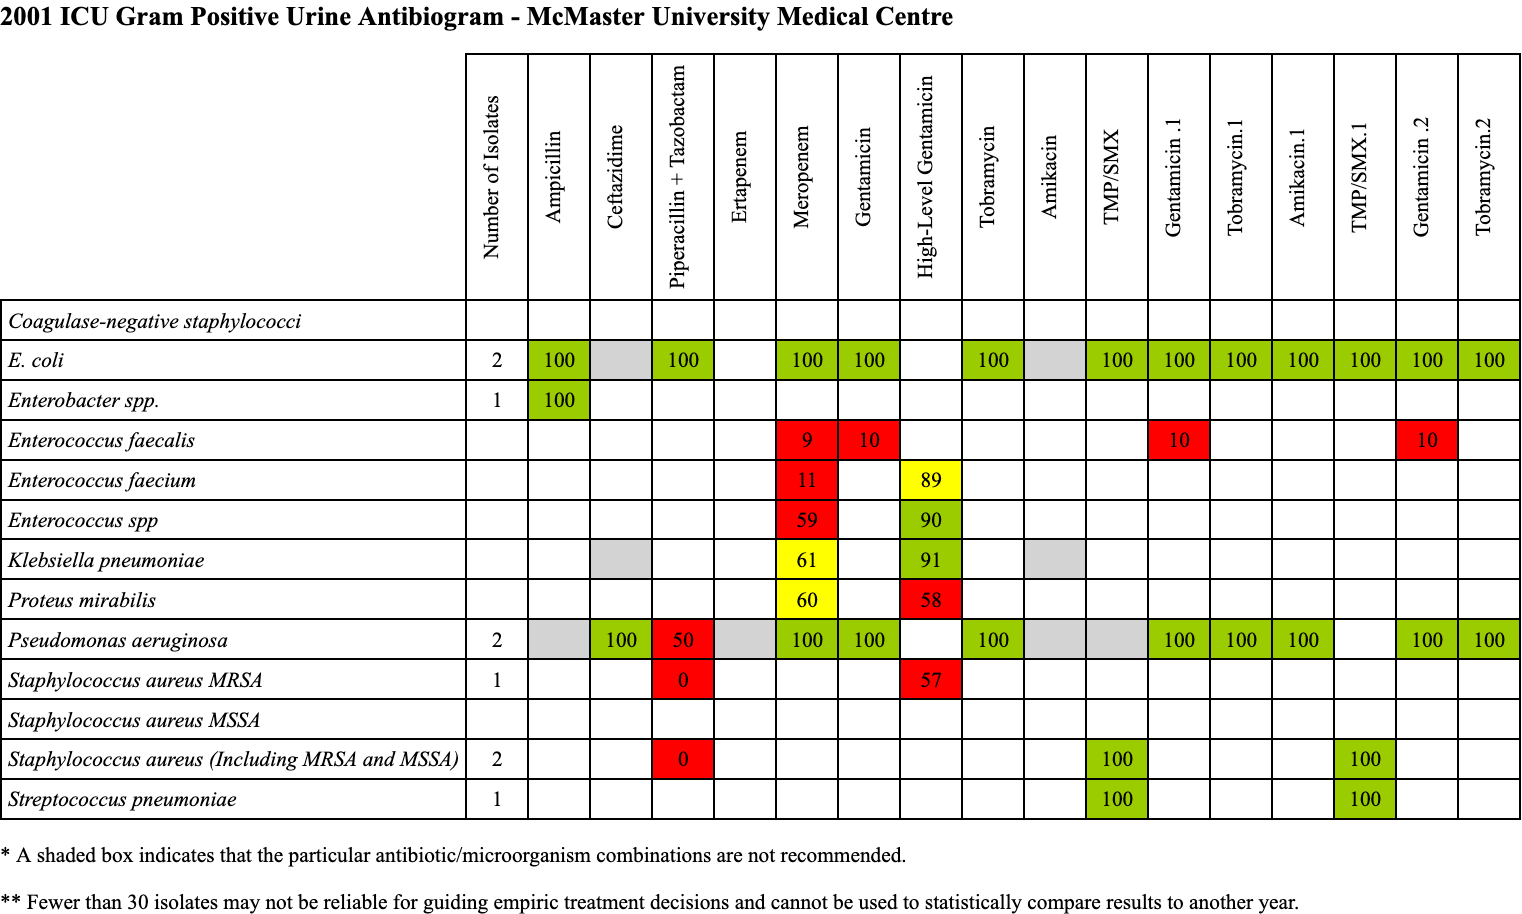 2001 ICU Gram Positive Urine Antibiogram - McMaster University Medical Centre
Number of Isolates Ampicillin Ceftazidime Piperacillin + Tazobactam Ertapenem Meropenem Gentamicin High-Level Gentamicin Tobramycin Amikacin TMP/SMX Gentamicin .1 Tobramycin.1 Amikacin.1 TMP/SMX.1 Gentamicin .2 Tobramycin.2
Coagulase-negative staphylococci
E. coli 2 100 100 100 100 100 100 100 100 100 100 100 100
Enterobacter spp. 1 100
Enterococcus faecalis 9 10 10 10
Enterococcus faecium 11 89
Enterococcus spp 59 90
Klebsiella pneumoniae 61 91
Proteus mirabilis 60 58
Pseudomonas aeruginosa 2 100 50 100 100 100 100 100 100 100 100
Staphylococcus aureus MRSA 1 0 57
Staphylococcus aureus MSSA
Staphylococcus aureus (Including MRSA and MSSA) 2 0 100 100
Streptococcus pneumoniae 1 100 100
* A shaded box indicates that the particular antibiotic/microorganism combinations are not recommended.
** Fewer than 30 isolates may not be reliable for guiding empiric treatment decisions and cannot be used to statistically compare results to another year.